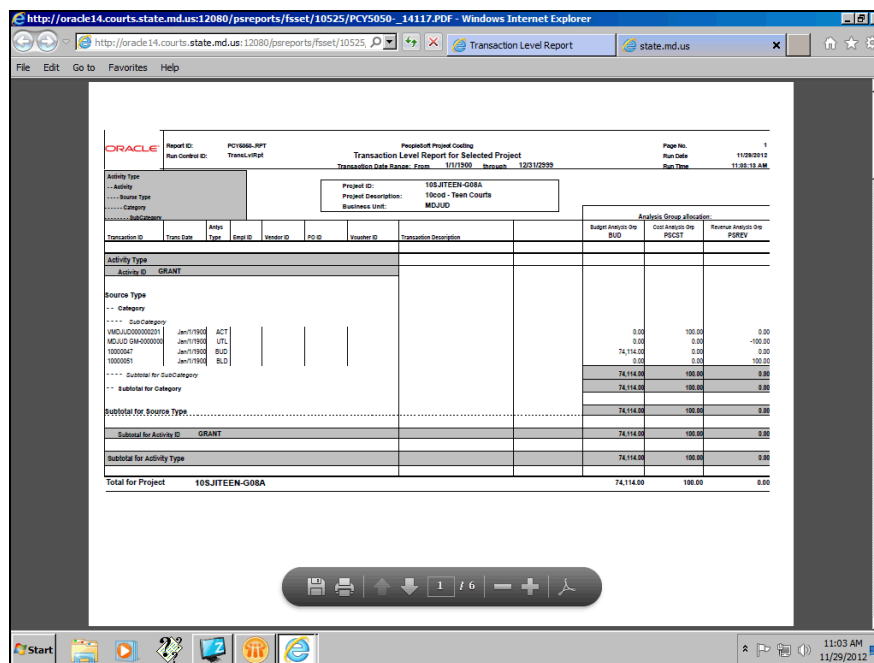 http://oracle14.courts.state.md.us:12080/psreports/fsset/10525/PCY5050-_14117.PDF - Windows Internet Explorer
http://oracle14.courts.state.md.us:12080/psreports/fsset/10525, Transaction Level Report state.md.us
File Edit Go to Favorites Help
ORACLE Report ID: PCY5050-.RPT PeopleSoft Project Costing Page No. 1
Run Control ID: TransLvlRpt Transaction Level Report for Selected Project Run Date 11/29/2012
Transaction Date Range: From 1/1/1900 through 12/31/2999 Run Time 11:03:13 AM
Activity Type
-- Activity
---- Source Type
------ Category
-------- SubCategory
Project ID: 10SJITEEN-G08A
Project Description: 10cod - Teen Courts
Business Unit: MDJUD
Analysis Group allocation:
Transaction ID Trans Date Antys Type Empl ID Vendor ID PO ID Voucher ID Transaction Description Budget Analysis Grp BUD Cost Analysis Grp PSCST Revenue Analysis Grp PSREV
Activity Type
Activity ID GRANT
Source Type
-- Category
---- SubCategory
VMDJUD000000201 Jan/1/1900 ACT 0.00 100.00 0.00
MDJUD GM-0000000 Jan/1/1900 UTL 0.00 0.00 -100.00
10000047 Jan/1/1900 BUD 74,114.00 0.00 0.00
10000051 Jan/1/1900 BLD 0.00 0.00 100.00
---- Subtotal for SubCategory 74,114.00 100.00 0.00
-- Subtotal for Category 74,114.00 100.00 0.00
Subtotal for Source Type 74,114.00 100.00 0.00
Subtotal for Activity ID GRANT 74,114.00 100.00 0.00
Subtotal for Activity Type 74,114.00 100.00 0.00
Total for Project 10SJITEEN-G08A 74,114.00 100.00 0.00
1 / 6
Start
11:03 AM
11/29/2012